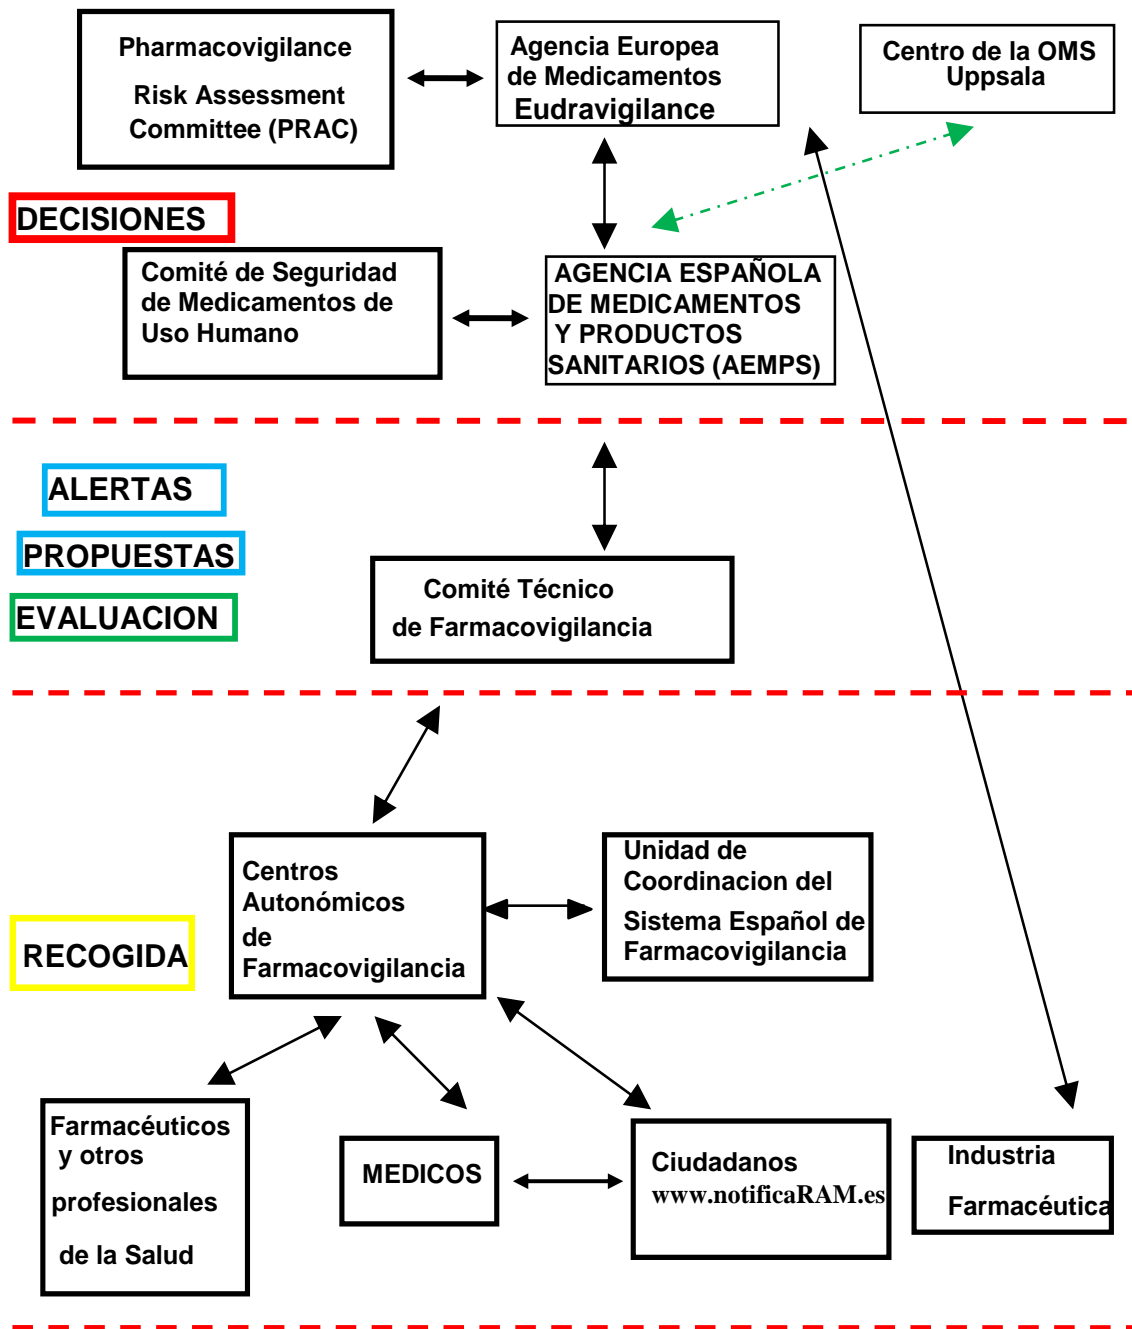 Pharmacovigilance
Risk Assessment
Committee (PRAC)
Agencia Europea
de Medicamentos
Eudravigilance
Centro de la OMS
Uppsala
DECISIONES
Comité de Seguridad
de Medicamentos de
Uso Humano
AGENCIA ESPAÑOLA
DE MEDICAMENTOS
Y PRODUCTOS
SANITARIOS (AEMPS)
ALERTAS
PROPUESTAS
EVALUACION
Comité Técnico
de Farmacovigilancia
Centros
Autonómicos
de
Farmacovigilancia
Unidad de
Coordinacion del
Sistema Español de
Farmacovigilancia
RECOGIDA
Farmacéuticos
y otros
profesionales
de la Salud
MEDICOS
Ciudadanos
www.notificaRAM.es
Industria
Farmacéutica